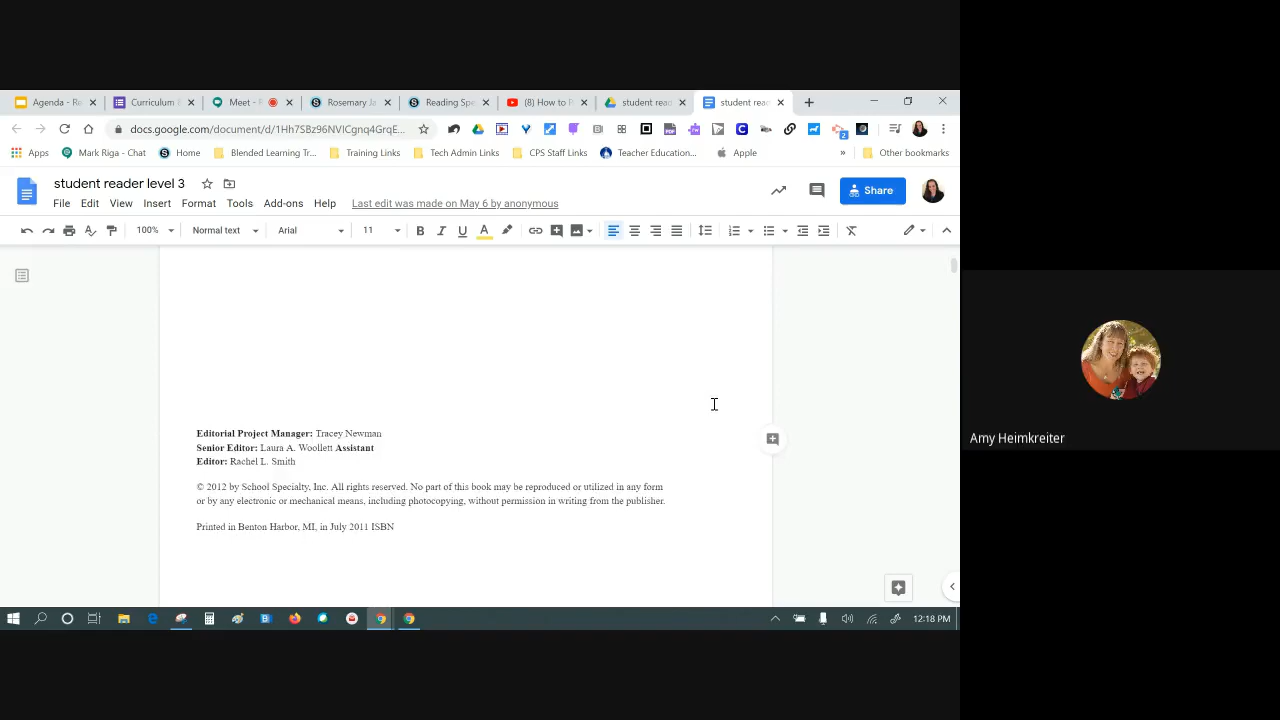 Agenda - Re
Curriculum I
Meet - R
Rosemary Ja
Reading Spe
(8) How to P
student read
student read
docs.google.com/document/d/1Hh7SBz96NVICgnq4GrqE...
2
Apps
Mark Riga - Chat
Home
Blended Learning Tr...
Training Links
Tech Admin Links
CPS Staff Links
Teacher Education...
Apple
»
Other bookmarks
student reader level 3
Share
File Edit View Insert Format Tools Add-ons Help Last edit was made on May 6 by anonymous
100% Normal text Arial 11 B I U A
Editorial Project Manager: Tracey Newman
Senior Editor: Laura A. Woollett Assistant
Editor: Rachel L. Smith
© 2012 by School Specialty, Inc. All rights reserved. No part of this book may be reproduced or utilized in any form
or by any electronic or mechanical means, including photocopying, without permission in writing from the publisher.
Printed in Benton Harbor, MI, in July 2011 ISBN
Amy Heimkreiter
12:18 PM